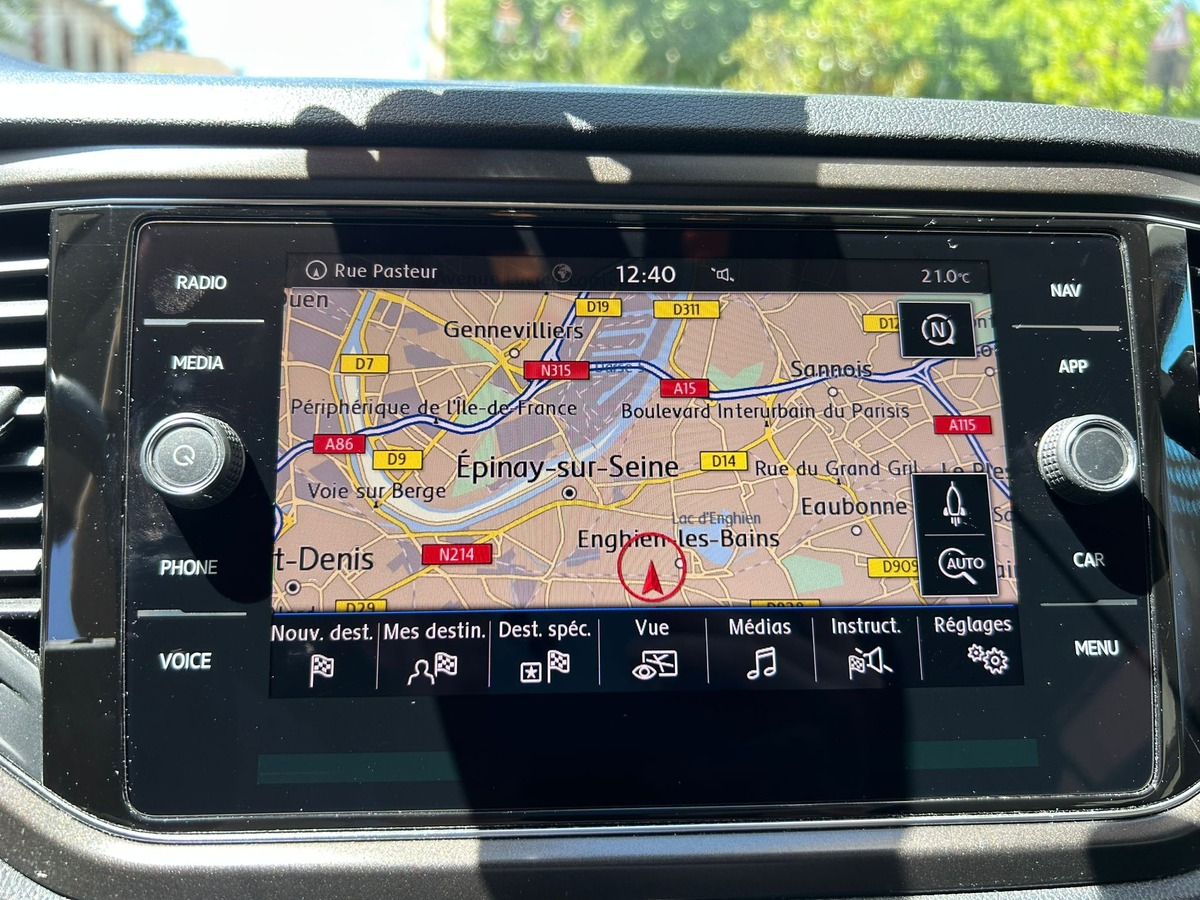 RADIO
MEDIA
PHONE
VOICE
Rue Pasteur
12:40
21.0°C
NAV
APP
CAR
MENU
D19
D311
Gennevilliers
N
D7
N315
Sannois
A15
Périphérique de l'Île-de-France
Boulevard Interurbain du Parisis
A86
A115
D9
Épinay-sur-Seine
D14
Rue du Grand
Voie sur Berge
Eaubonne
Lac d'Enghien
Enghien-les-Bains
t-Denis
N214
D909
AUTO
D29
Nouv. dest.
Mes destin.
Dest. spéc.
Vue
Médias
Instruct.
Réglages